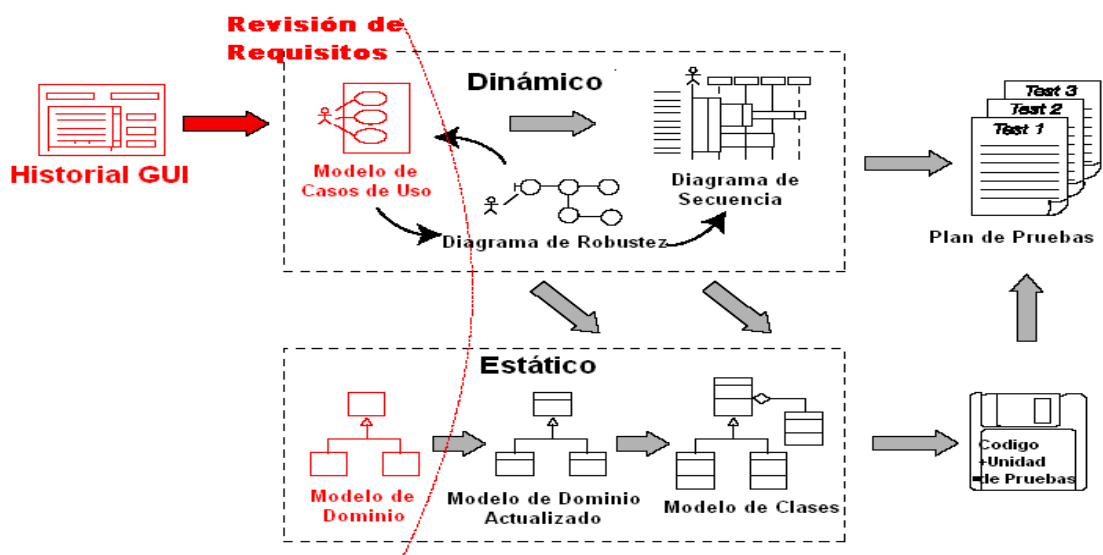 Revisión de
Requisitos
Dinámico
Test 3
Test 2
Test 1
Historial GUI
Modelo de
Casos de Uso
Diagrama de
Secuencia
Diagrama de Robustez
Plan de Pruebas
Estático
Codigo
+Unidad
de Pruebas
Modelo de
Dominio
Modelo de Dominio
Actualizado
Modelo de Clases